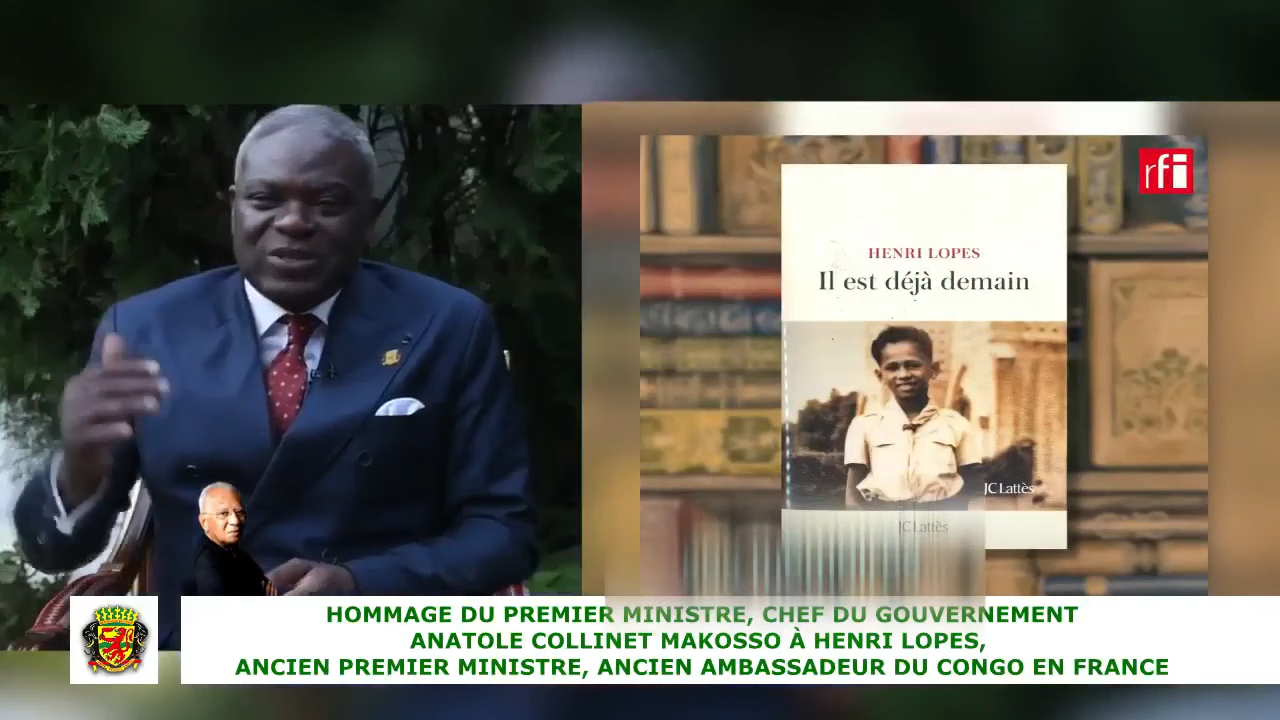 rfi
HENRI LOPES
Il est déjà demain
JC Lattès
JC Lattès
HOMMAGE DU PREMIER MINISTRE, CHEF DU GOUVERNEMENT
ANATOLE COLLINET MAKOSSO À HENRI LOPES,
ANCIEN PREMIER MINISTRE, ANCIEN AMBASSADEUR DU CONGO EN FRANCE